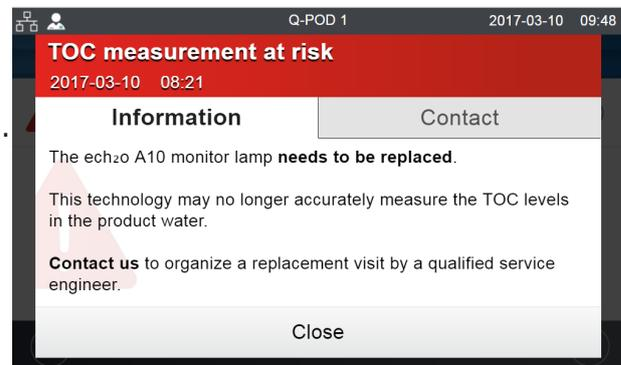 Q-POD 1 2017-03-10 09:48
TOC measurement at risk
2017-03-10 08:21
Information Contact
The ech₂o A10 monitor lamp needs to be replaced.
This technology may no longer accurately measure the TOC levels
in the product water.
Contact us to organize a replacement visit by a qualified service
engineer.
Close